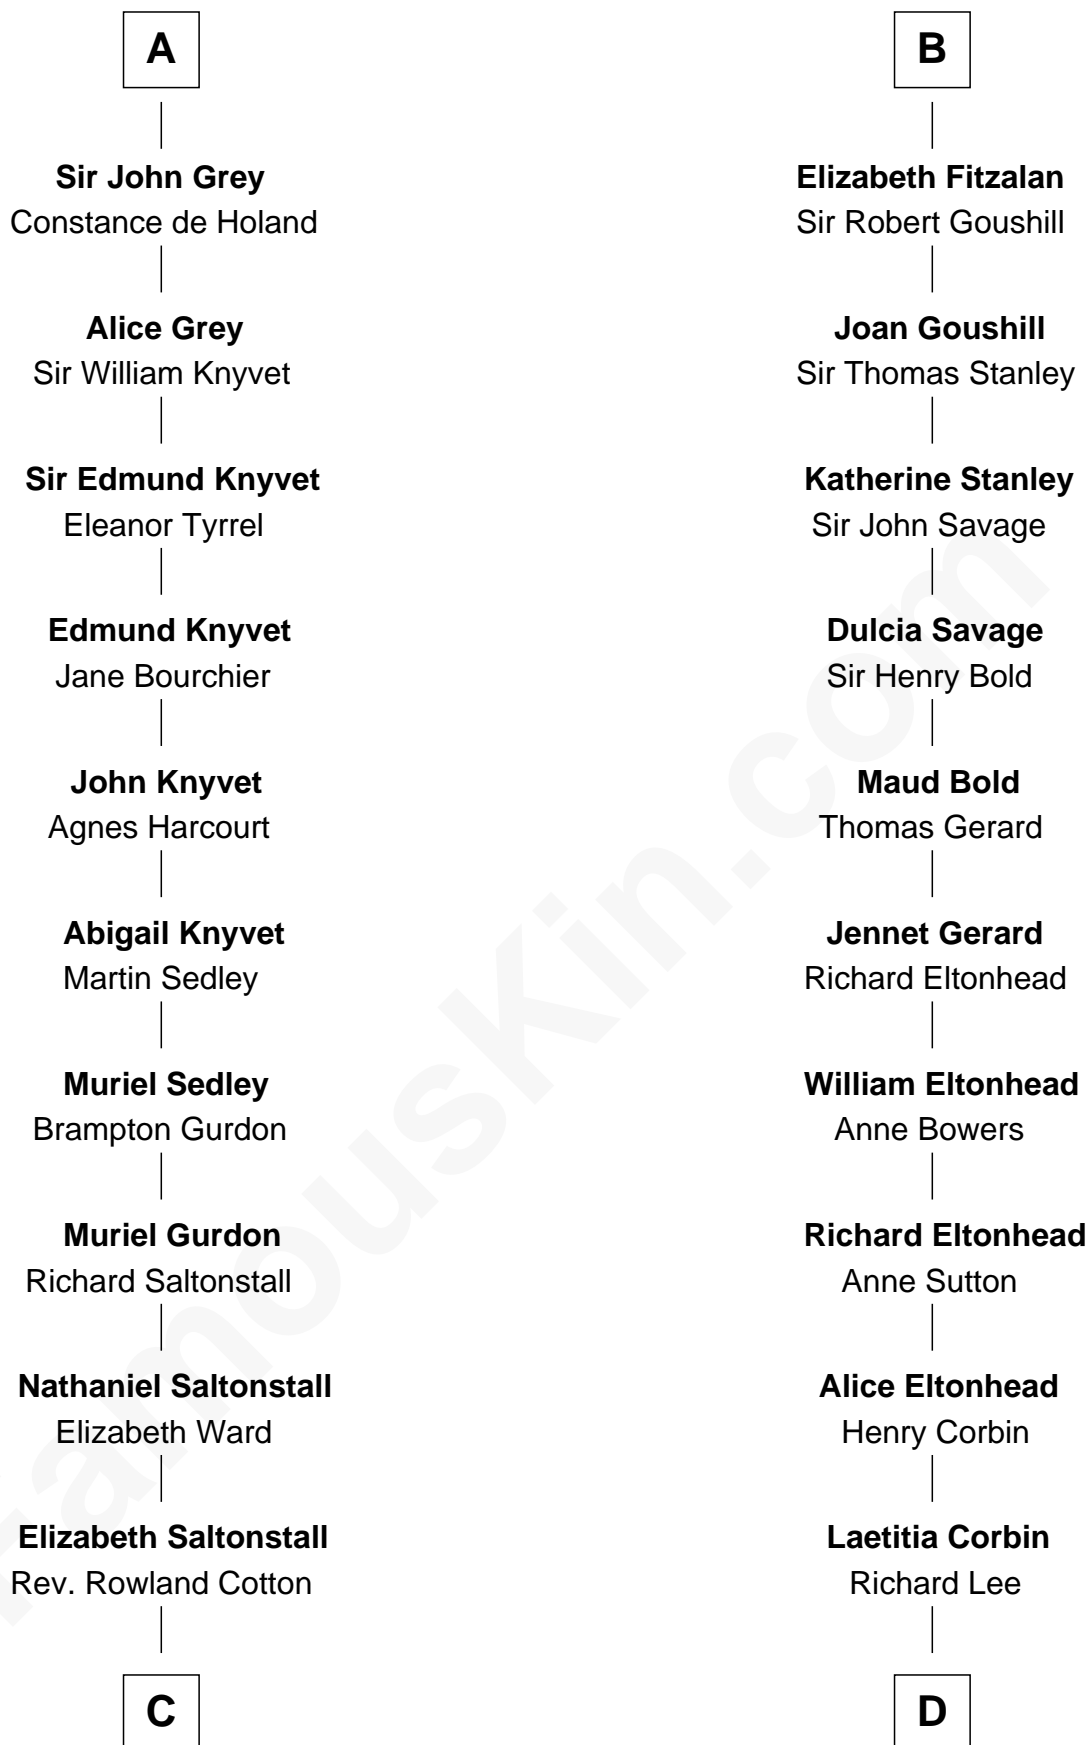 A
Sir John Grey
Constance de Holand
Alice Grey
Sir William Knyvet
Sir Edmund Knyvet
Eleanor Tyrrel
Edmund Knyvet
Jane Bourchier
John Knyvet
Agnes Harcourt
Abigail Knyvet
Martin Sedley
Muriel Sedley
Brampton Gurdon
Muriel Gurdon
Richard Saltonstall
Nathaniel Saltonstall
Elizabeth Ward
Elizabeth Saltonstall
Rev. Rowland Cotton
C
B
Elizabeth Fitzalan
Sir Robert Goushill
Joan Goushill
Sir Thomas Stanley
Katherine Stanley
Sir John Savage
Dulcia Savage
Sir Henry Bold
Maud Bold
Thomas Gerard
Jennet Gerard
Richard Eltonhead
William Eltonhead
Anne Bowers
Richard Eltonhead
Anne Sutton
Alice Eltonhead
Henry Corbin
Laetitia Corbin
Richard Lee
D
FamousKin.com